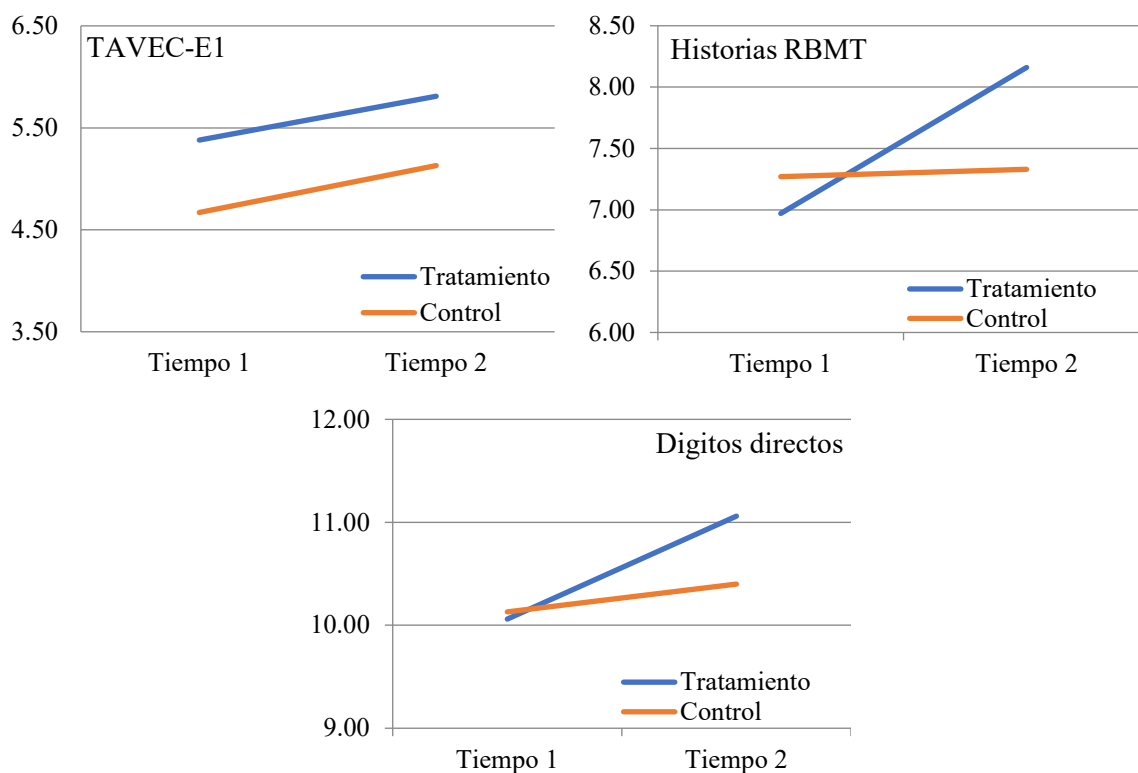 TAVEC-E1
6.50
5.50
4.50
3.50
Tratamiento
Control
Tiempo 1
Tiempo 2
Historias RBMT
8.50
8.00
7.50
7.00
6.50
6.00
Tratamiento
Control
Tiempo 1
Tiempo 2
Digitos directos
12.00
11.00
10.00
9.00
Tratamiento
Control
Tiempo 1
Tiempo 2